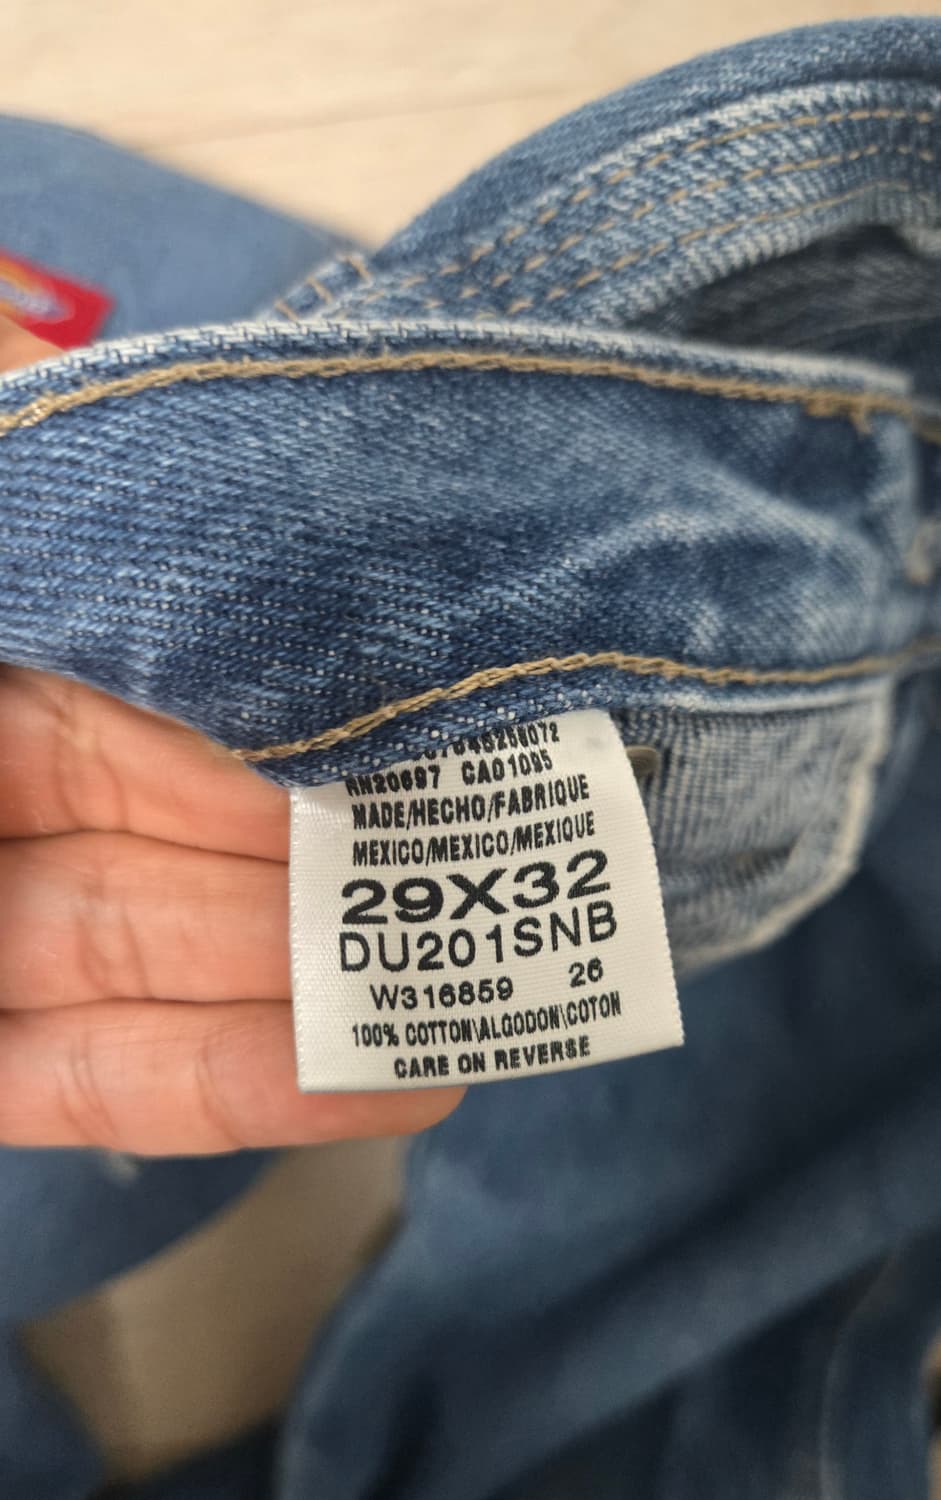 RN20697 CA01095
MADE/HECHO/FABRIQUE
MEXICO/MEXICO/MEXIQUE
29X32
DU201SNB
W316859 26
100% COTTON\ALGODON\COTON
CARE ON REVERSE